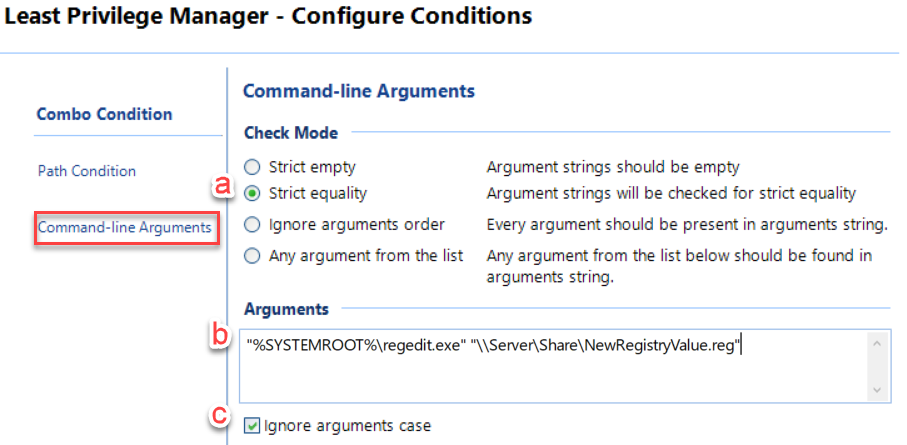 Least Privilege Manager - Configure Conditions
Combo Condition
Path Condition
Command-line Arguments
Command-line Arguments
Check Mode
Strict empty Argument strings should be empty
a Strict equality Argument strings will be checked for strict equality
Ignore arguments order Every argument should be present in arguments string.
Any argument from the list Any argument from the list below should be found in
arguments string.
Arguments
b "%SYSTEMROOT%\regedit.exe" "\\Server\Share\NewRegistryValue.reg"
c Ignore arguments case